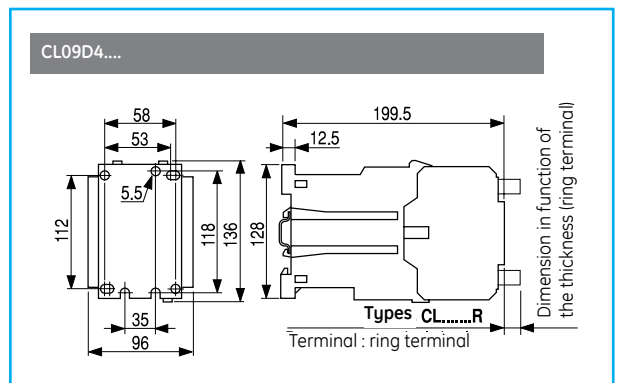 CL09D4....
58
53
5.5
112
118
136
35
96
199.5
12.5
128
Types CL.......R
Terminal : ring terminal
Dimension in function of
the thickness (ring terminal)